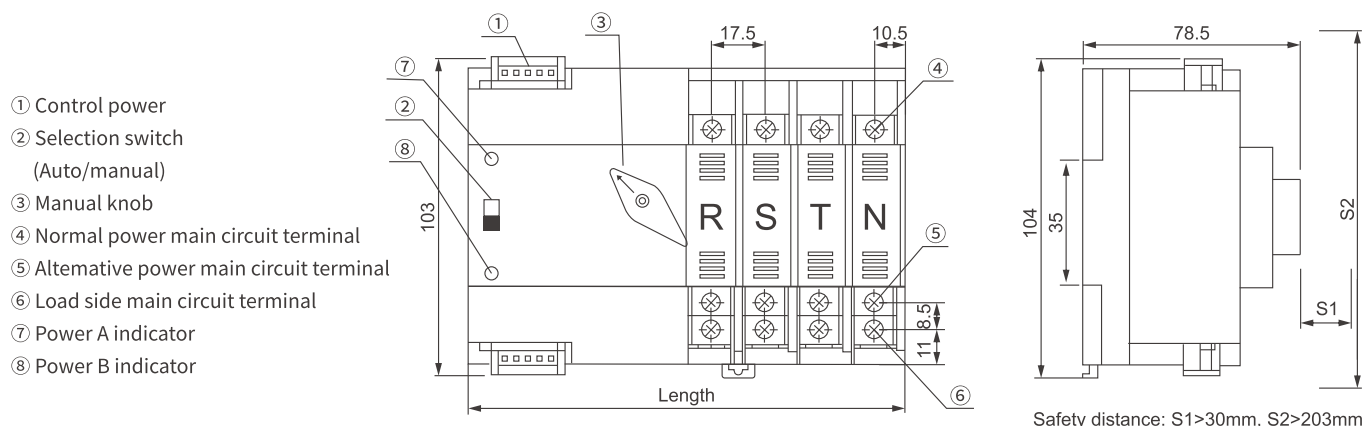 ① Control power
② Selection switch
(Auto/manual)
③ Manual knob
④ Normal power main circuit terminal
⑤ Altemative power main circuit terminal
⑥ Load side main circuit terminal
⑦ Power A indicator
⑧ Power B indicator
①
③
17.5
10.5
⑦
④
②
⑧
103
R S T N
⑤
8.5
11
Length
⑥
78.5
104
35
S2
S1
Safety distance: S1>30mm, S2>203mm